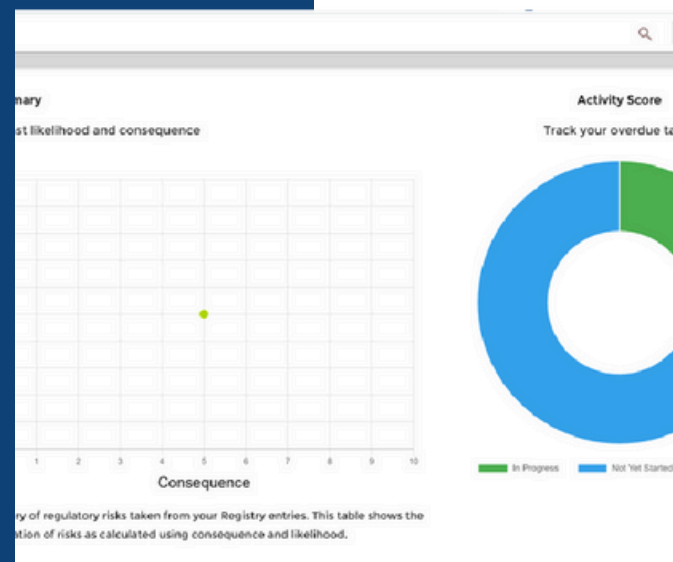 mary
st likelihood and consequence
1 2 3 4 5 6 7 8 9 10
Consequence
ry of regulatory risks taken from your Registry entries. This table shows the
ation of risks as calculated using consequence and likelihood.
Activity Score
Track your overdue ta
In Progress Not Yet Started